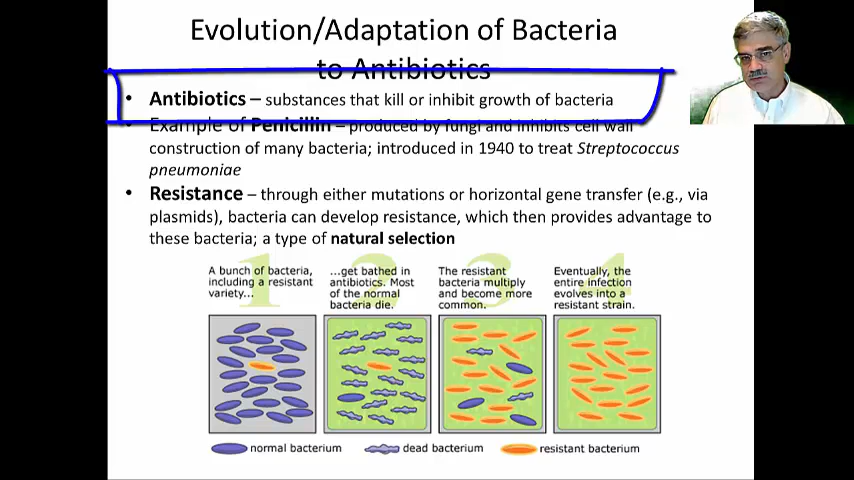 Evolution/Adaptation of Bacteria
to Antibiotics
• Antibiotics – substances that kill or inhibit growth of bacteria
• Example of Penicillin – produced by fungi and inhibits cell wall
construction of many bacteria; introduced in 1940 to treat Streptococcus
pneumoniae
• Resistance – through either mutations or horizontal gene transfer (e.g., via
plasmids), bacteria can develop resistance, which then provides advantage to
these bacteria; a type of natural selection
1
A bunch of bacteria,
including a resistant
variety...
2
...get bathed in
antibiotics. Most
of the normal
bacteria die.
3
The resistant
bacteria multiply
and become more
common.
4
Eventually, the
entire infection
evolves into a
resistant strain.
normal bacterium
dead bacterium
resistant bacterium